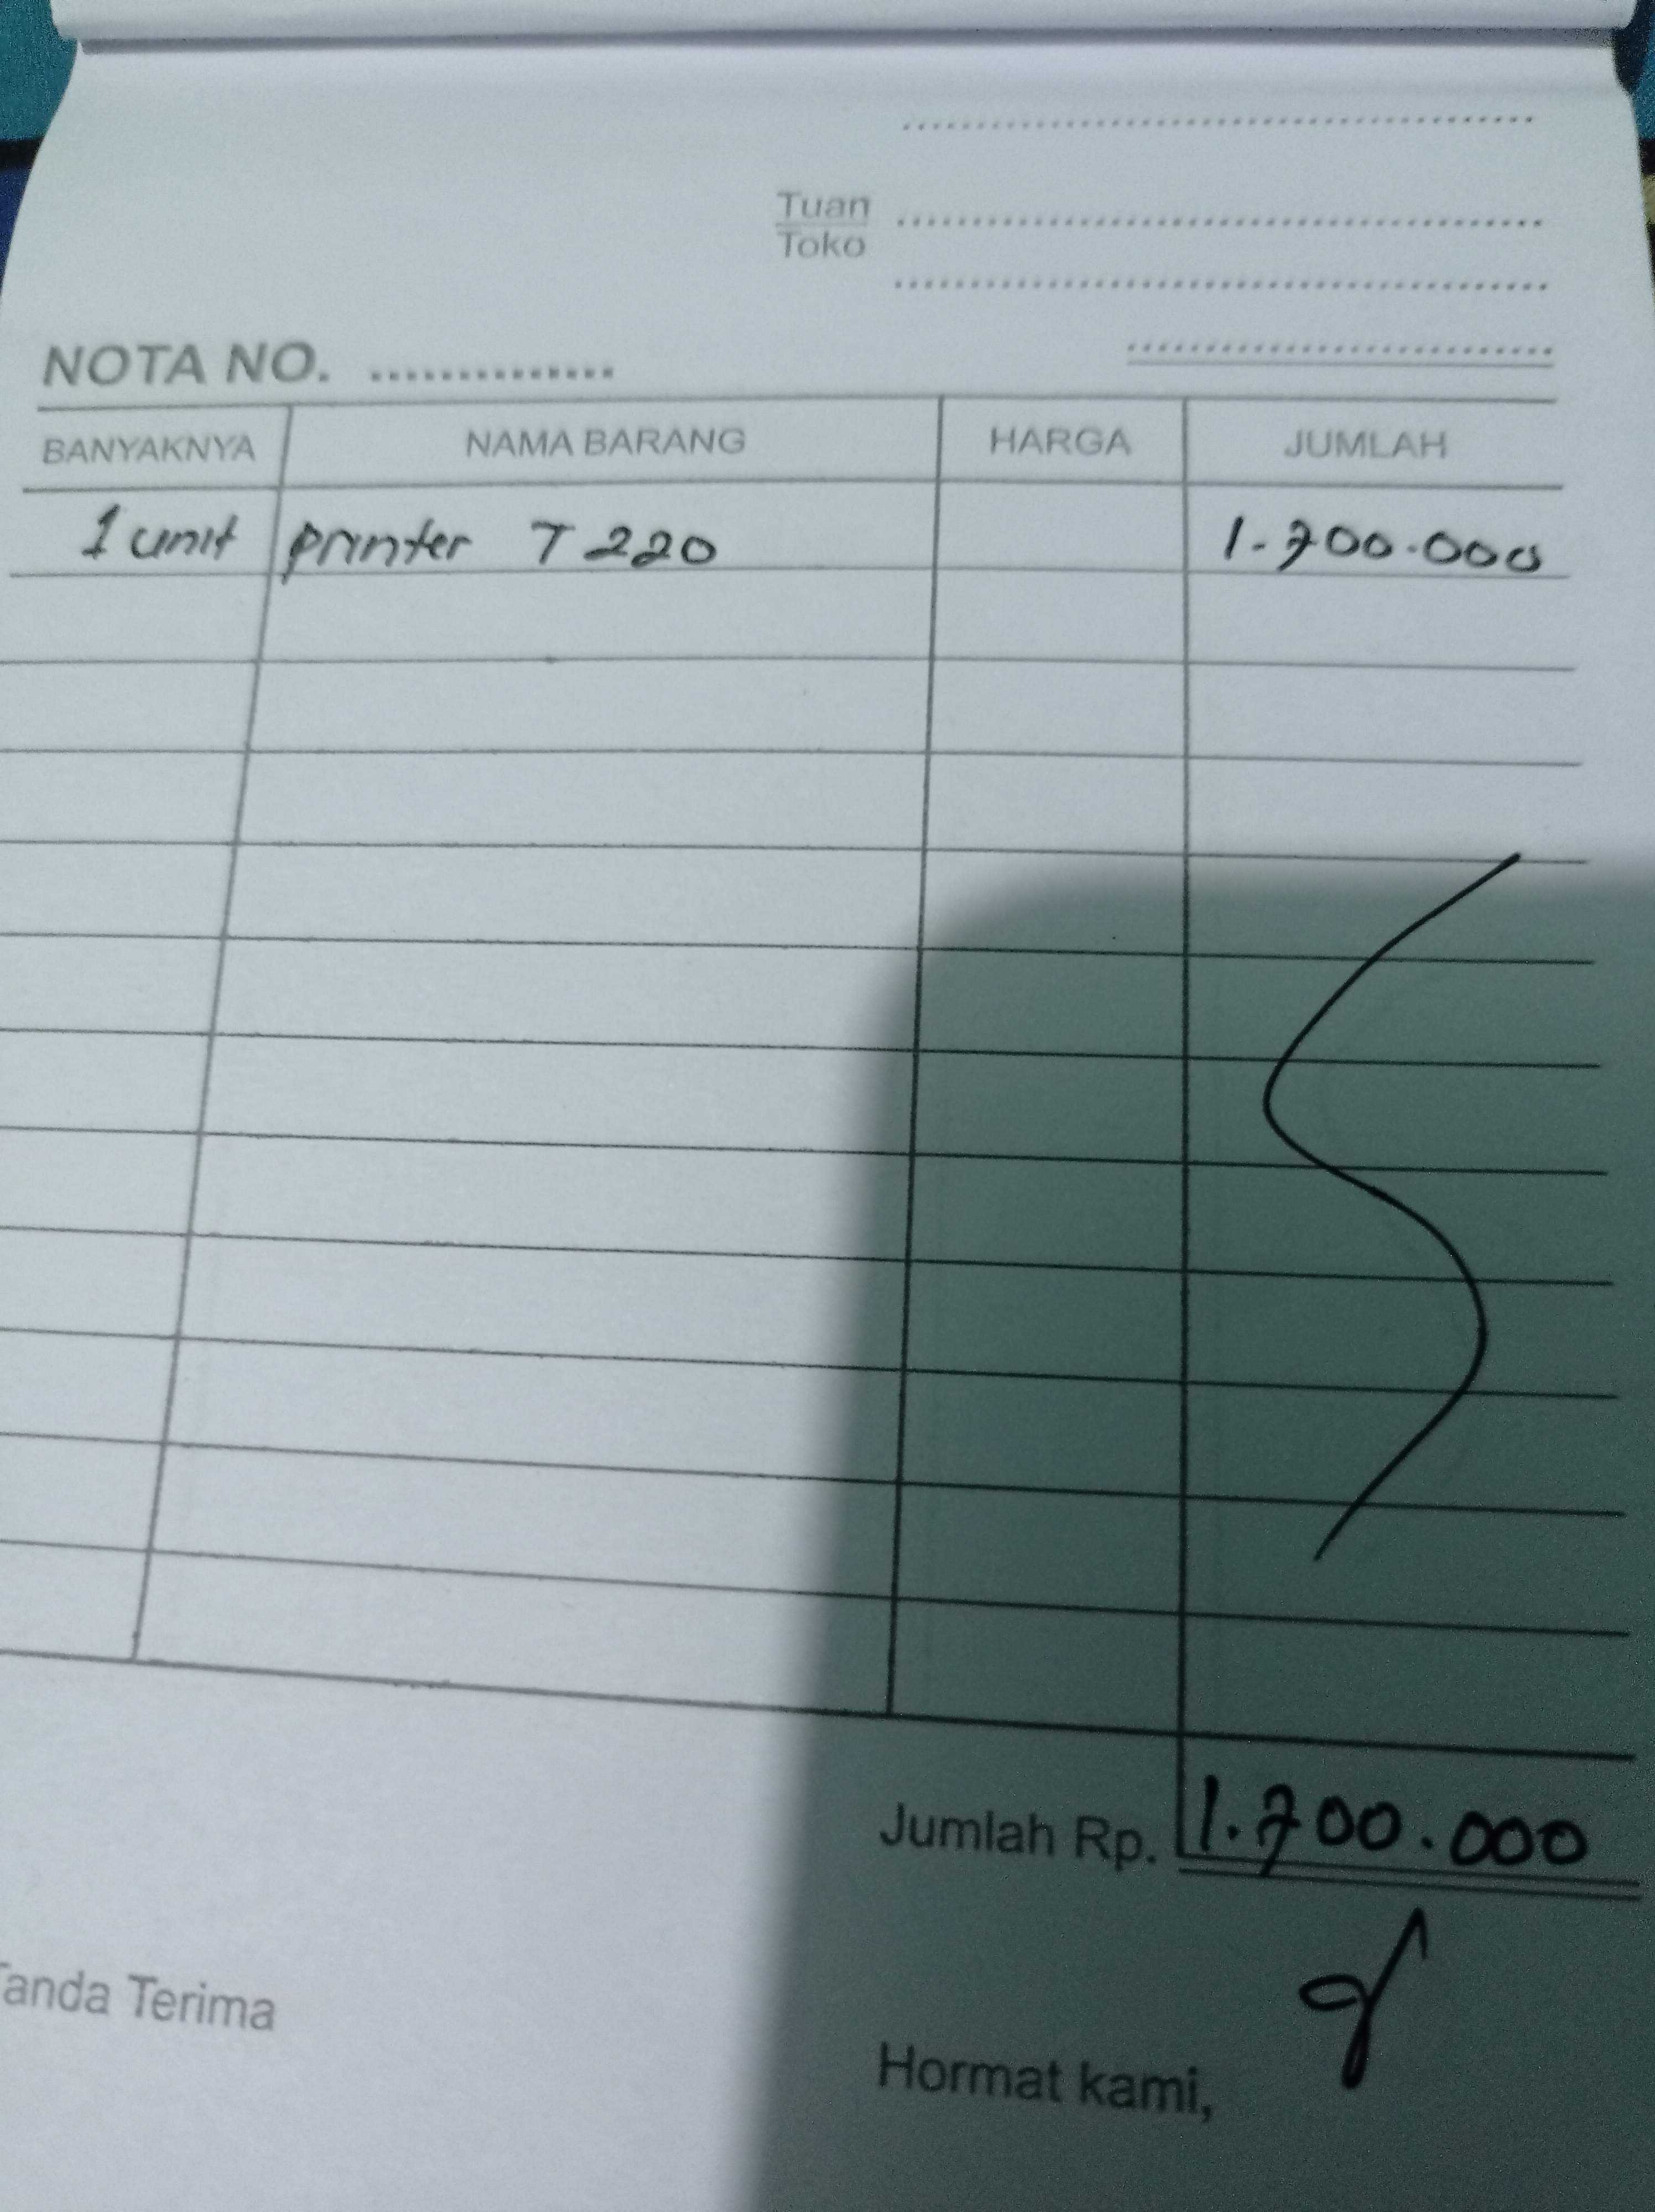 Tuan
Toko
NOTA NO. ..............
BANYAKNYA NAMA BARANG HARGA JUMLAH
1 unit printer T 220 1.700.000
Jumlah Rp. 1.700.000
Tanda Terima
Hormat kami,